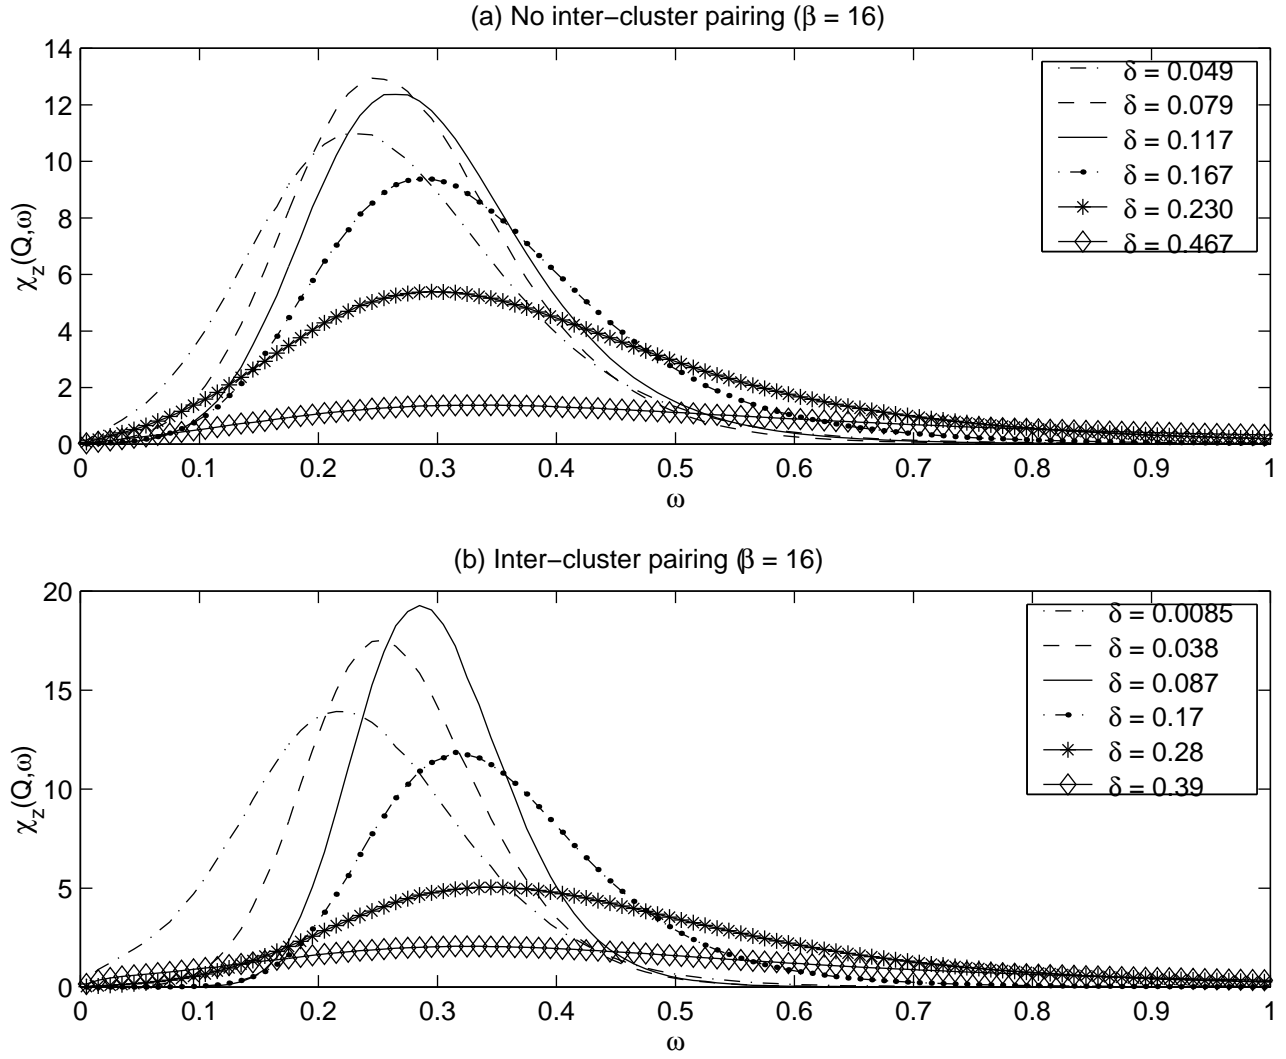 (a) No inter−cluster pairing (β = 16)
14
12
10
8
6
4
2
0
χz(Q,ω)
δ = 0.049
δ = 0.079
δ = 0.117
δ = 0.167
δ = 0.230
δ = 0.467
0 0.1 0.2 0.3 0.4 0.5 0.6 0.7 0.8 0.9 1
ω
(b) Inter−cluster pairing (β = 16)
20
15
10
5
0
χz(Q,ω)
δ = 0.0085
δ = 0.038
δ = 0.087
δ = 0.17
δ = 0.28
δ = 0.39
0 0.1 0.2 0.3 0.4 0.5 0.6 0.7 0.8 0.9 1
ω